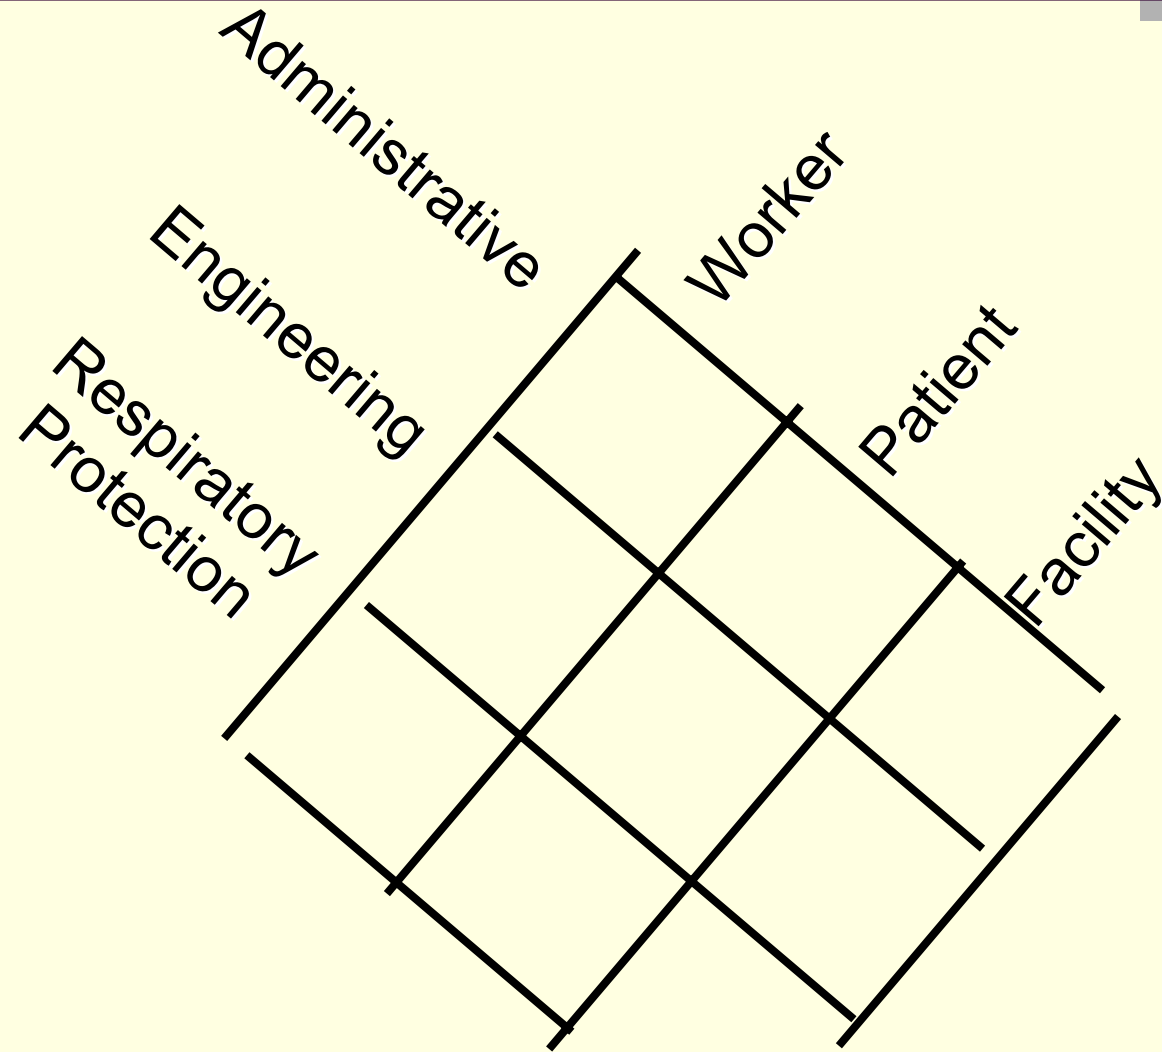 Administrative
Engineering
Respiratory
Protection
Worker
Patient
Facility